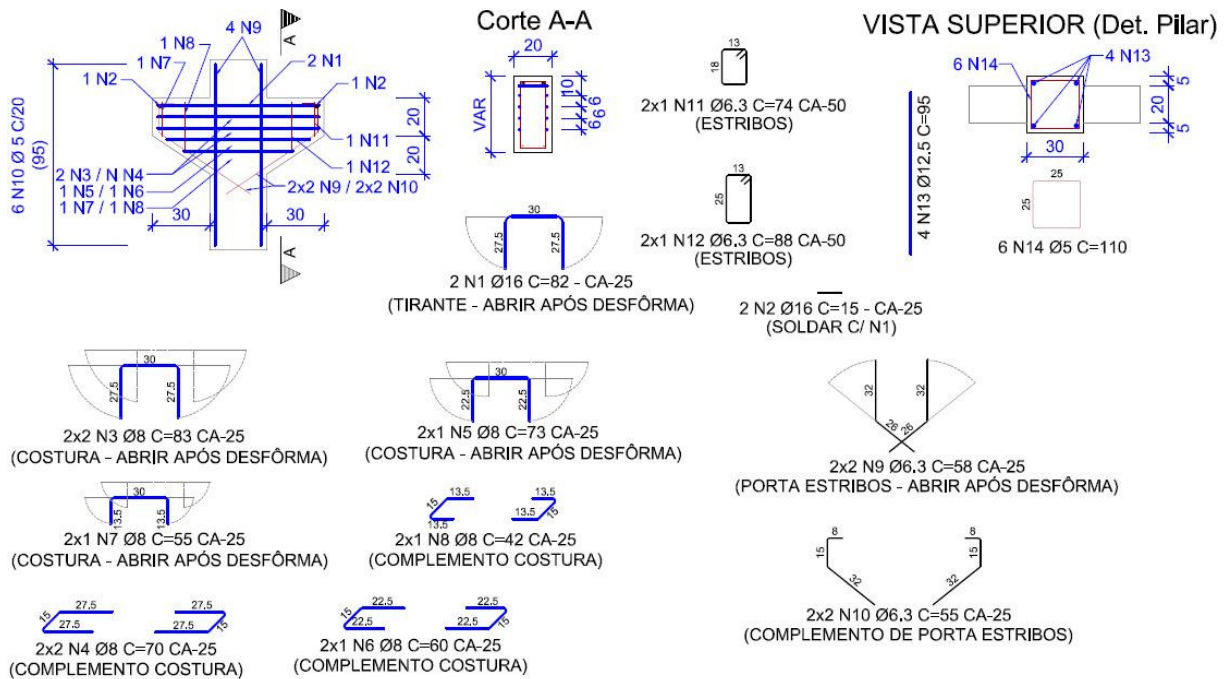 Corte A-A
VISTA SUPERIOR (Det. Pilar)
A
4 N9
1 N8
1 N7
2 N1
1 N2
1 N2
6 N10 Ø 5 C/20
(95)
20
20
1 N11
1 N12
2 N3 / N N4
1 N5 / 1 N6
1 N7 / 1 N8
2x2 N9 / 2x2 N10
30
30
A
20
VAR
10
6
6
6
6
13
18
2x1 N11 Ø6.3 C=74 CA-50
(ESTRIBOS)
13
25
2x1 N12 Ø6.3 C=88 CA-50
(ESTRIBOS)
4 N13 Ø12.5 C=95
6 N14
4 N13
5
20
5
30
25
25
6 N14 Ø5 C=110
30
27.5
27.5
2 N1 Ø16 C=82 - CA-25
(TIRANTE - ABRIR APÓS DESFÔRMA)
2 N2 Ø16 C=15 - CA-25
(SOLDAR C/ N1)
30
27.5
27.5
2x2 N3 Ø8 C=83 CA-25
(COSTURA - ABRIR APÓS DESFÔRMA)
30
22.5
22.5
2x1 N5 Ø8 C=73 CA-25
(COSTURA - ABRIR APÓS DESFÔRMA)
32
32
26
26
2x2 N9 Ø6.3 C=58 CA-25
(PORTA ESTRIBOS - ABRIR APÓS DESFÔRMA)
30
13.5
13.5
2x1 N7 Ø8 C=55 CA-25
(COSTURA - ABRIR APÓS DESFÔRMA)
13.5
13.5
15
13.5
13.5
15
2x1 N8 Ø8 C=42 CA-25
(COMPLEMENTO COSTURA)
8
8
15
15
32
32
2x2 N10 Ø6.3 C=55 CA-25
(COMPLEMENTO DE PORTA ESTRIBOS)
27.5
27.5
15
27.5
27.5
15
2x2 N4 Ø8 C=70 CA-25
(COMPLEMENTO COSTURA)
22.5
22.5
15
22.5
22.5
15
2x1 N6 Ø8 C=60 CA-25
(COMPLEMENTO COSTURA)